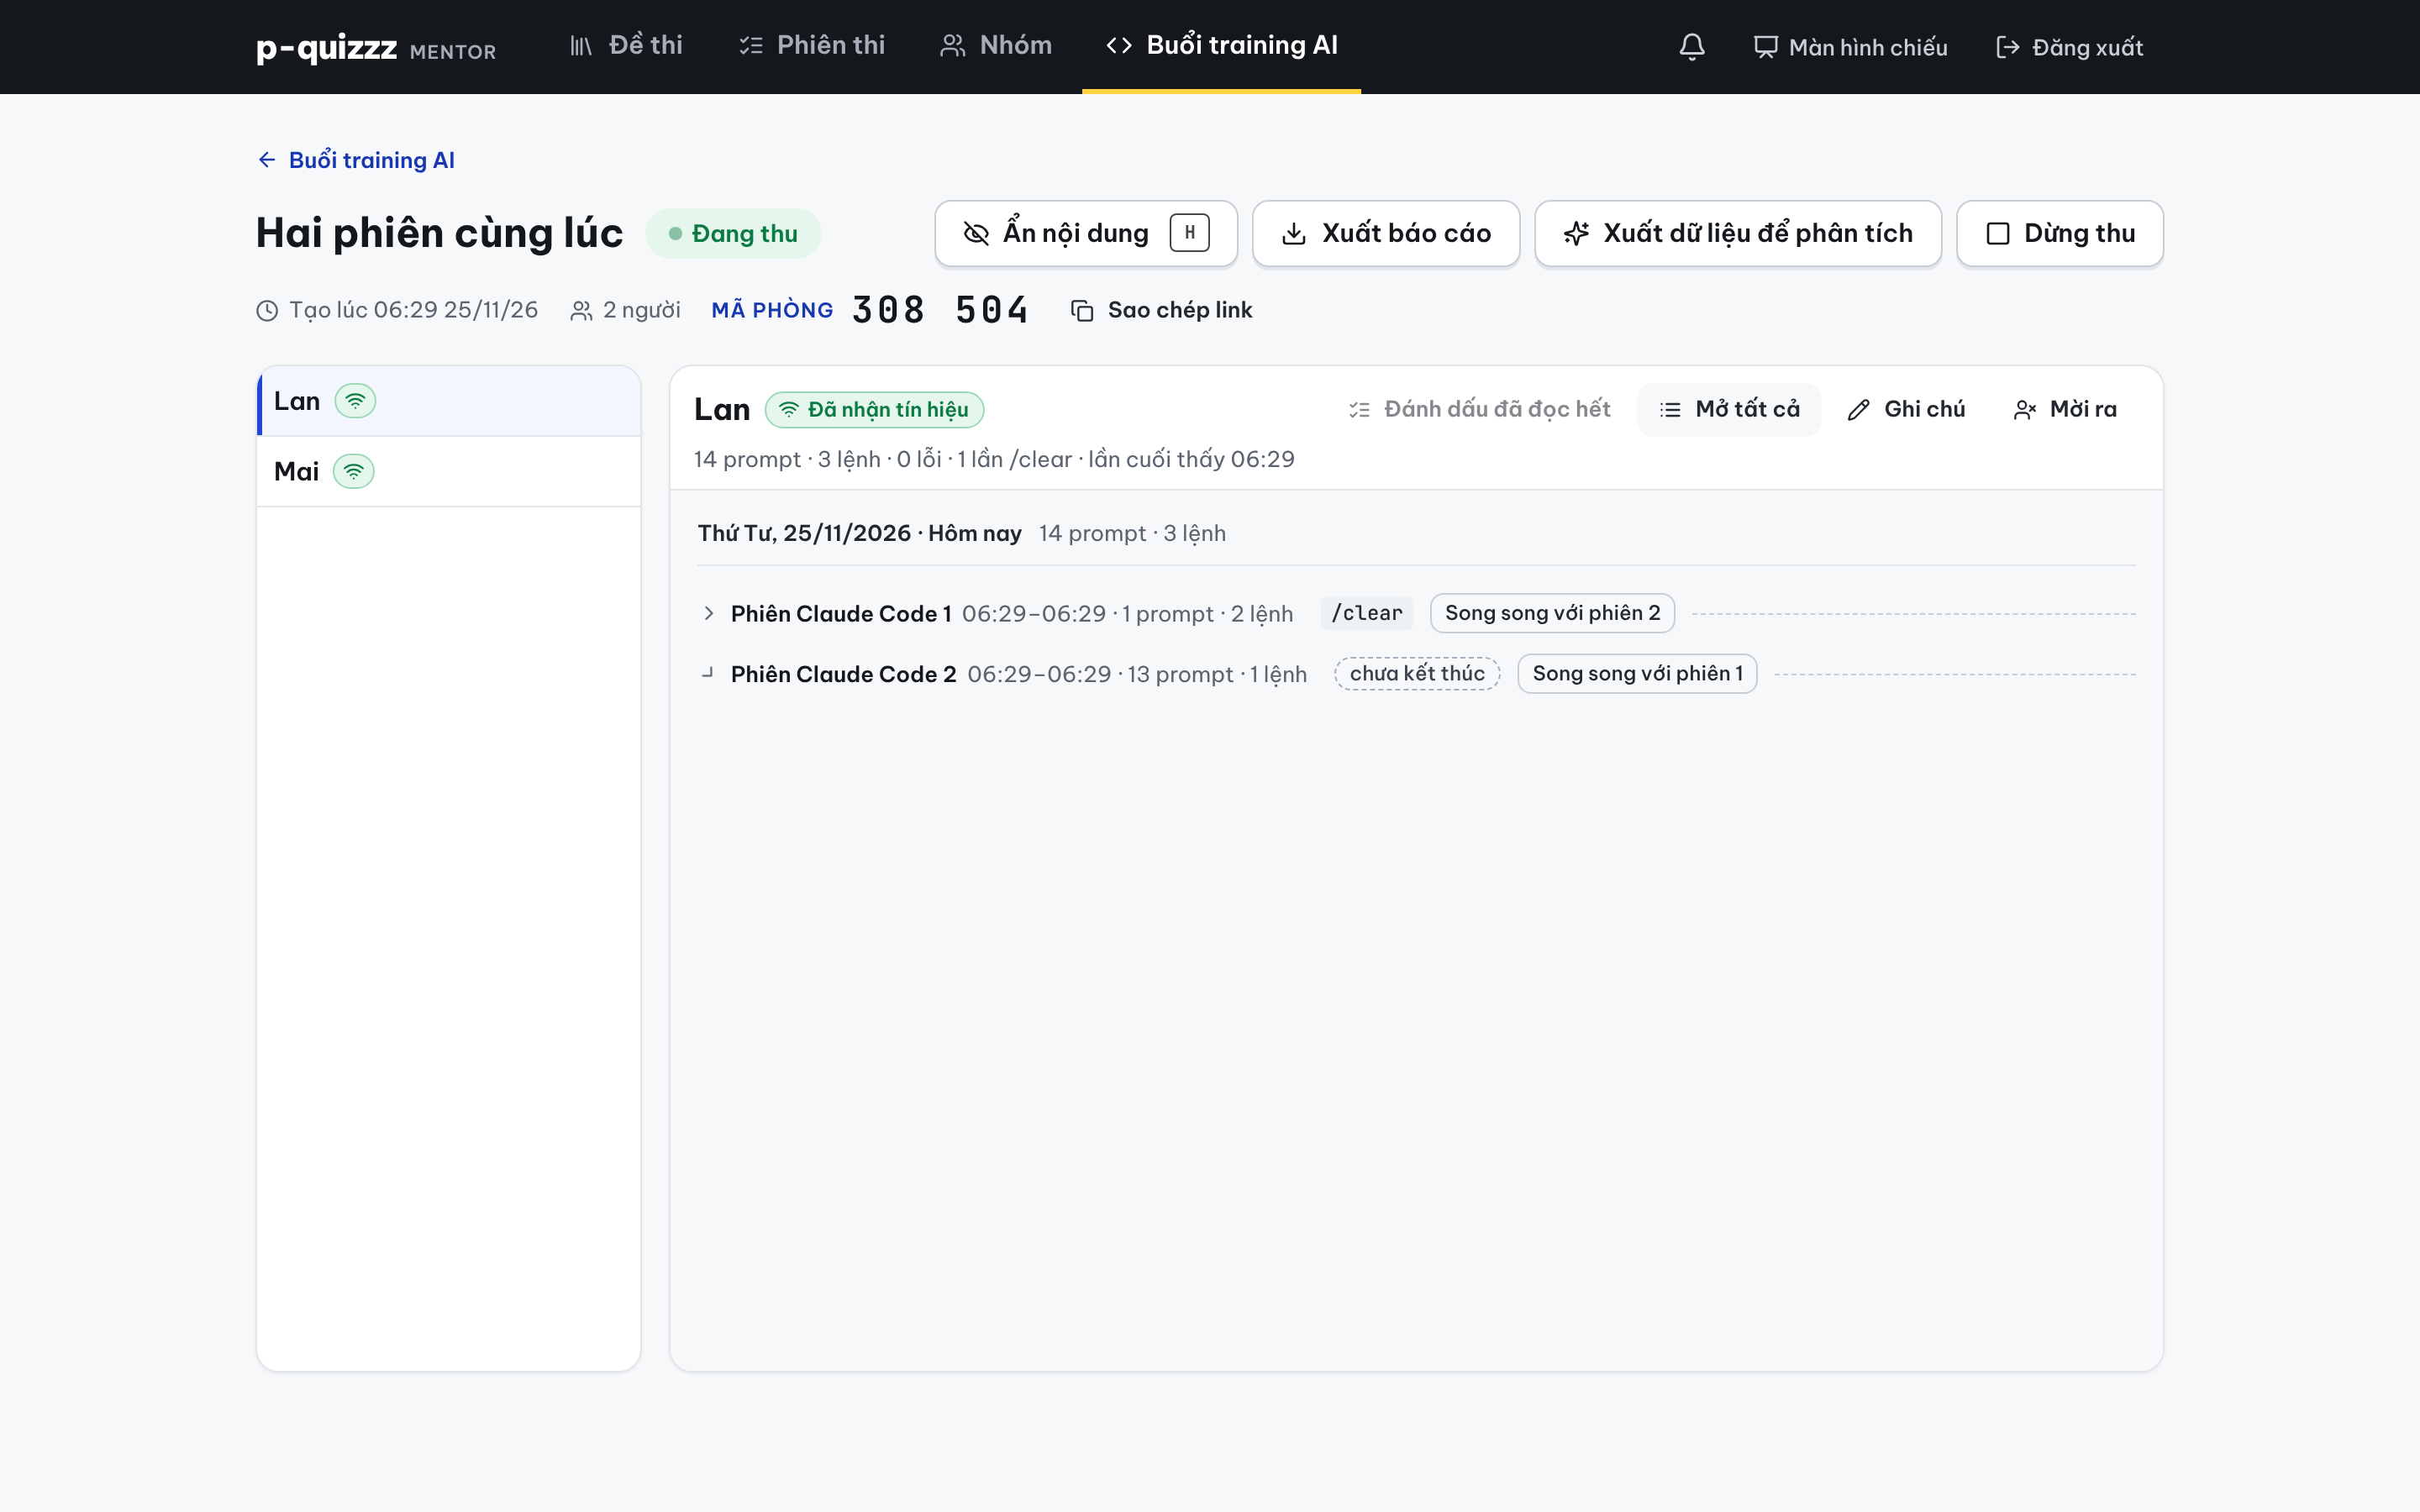 p-quizzz MENTOR Đề thi Phiên thi Nhóm Buổi training AI Màn hình chiếu Đăng xuất
Buổi training AI
Hai phiên cùng lúc Đang thu Ẩn nội dung H Xuất báo cáo Xuất dữ liệu để phân tích Dừng thu
Tạo lúc 06:29 25/11/26 2 người MÃ PHÒNG 308 504 Sao chép link
Lan
Mai
Lan Đã nhận tín hiệu Đánh dấu đã đọc hết Mở tất cả Ghi chú Mời ra
14 prompt · 3 lệnh · 0 lỗi · 1 lần /clear · lần cuối thấy 06:29
Thứ Tư, 25/11/2026 · Hôm nay 14 prompt · 3 lệnh
Phiên Claude Code 1 06:29–06:29 · 1 prompt · 2 lệnh /clear Song song với phiên 2
Phiên Claude Code 2 06:29–06:29 · 13 prompt · 1 lệnh chưa kết thúc Song song với phiên 1